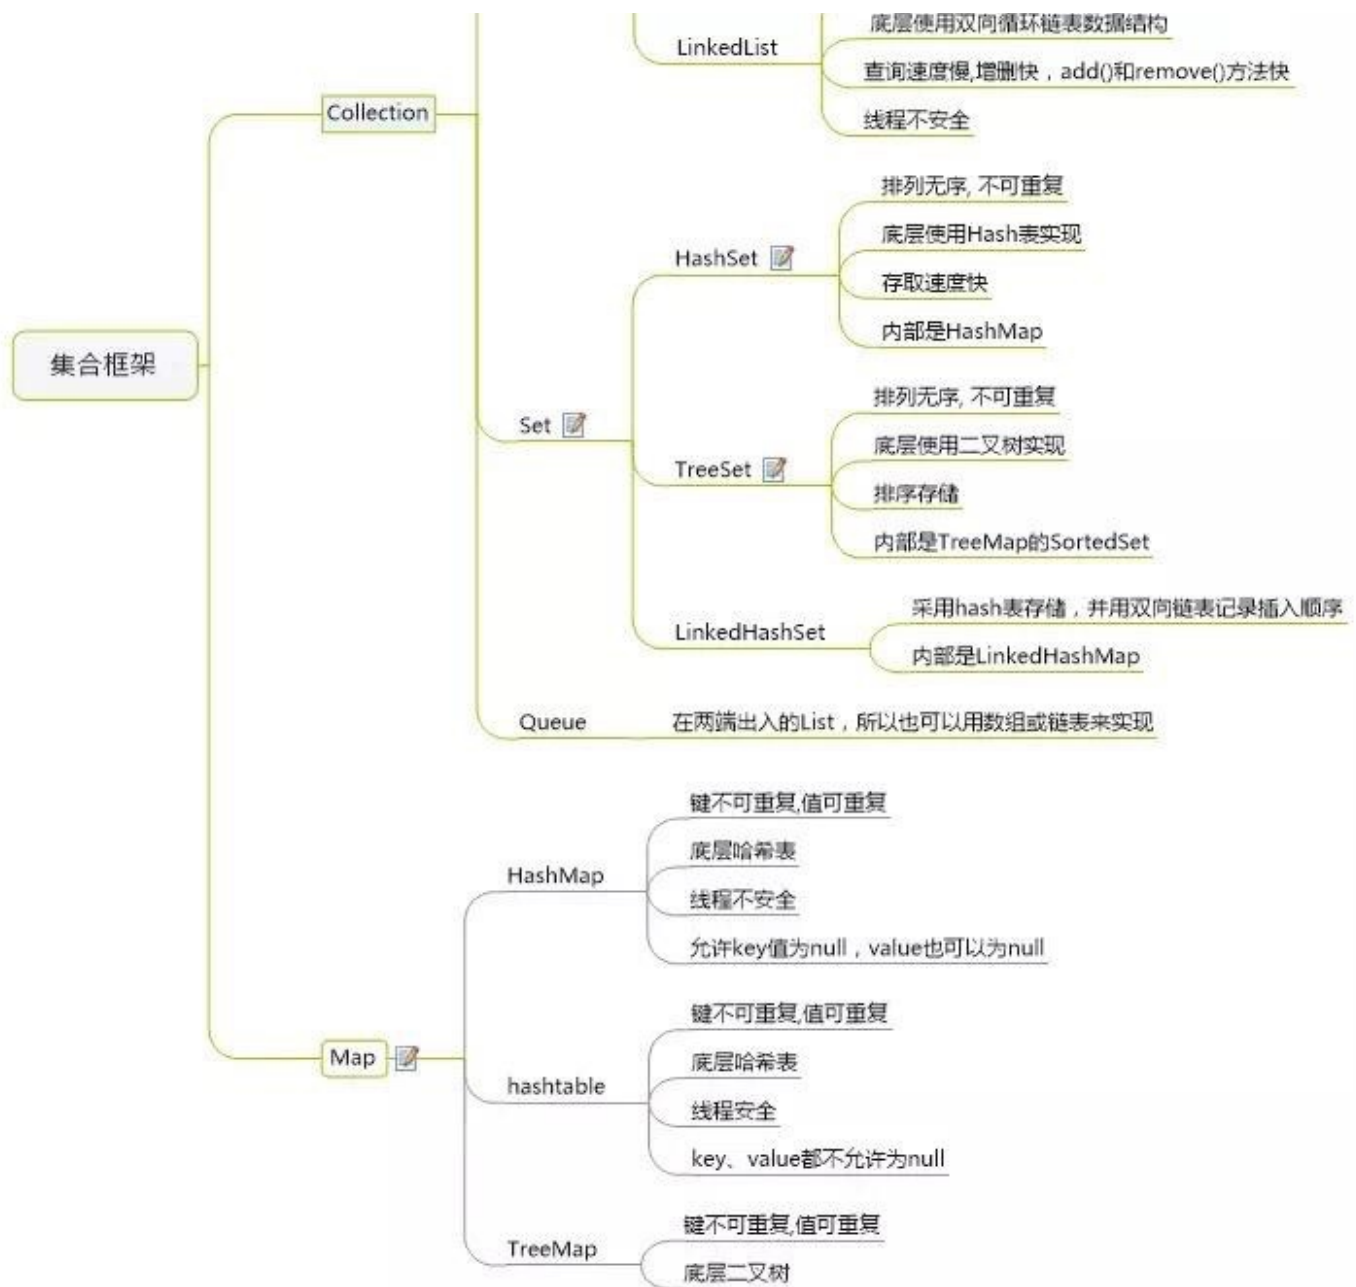 底层使用双向循环链表数据结构
LinkedList
查询速度慢,增删快，add()和remove()方法快
Collection
线程不安全
排列无序, 不可重复
底层使用Hash表实现
HashSet
存取速度快
内部是HashMap
集合框架
排列无序, 不可重复
Set
底层使用二叉树实现
TreeSet
排序存储
内部是TreeMap的SortedSet
采用hash表存储，并用双向链表记录插入顺序
LinkedHashSet
内部是LinkedHashMap
Queue
在两端出入的List，所以也可以用数组或链表来实现
键不可重复,值可重复
底层哈希表
HashMap
线程不安全
允许key值为null，value也可以为null
键不可重复,值可重复
Map
底层哈希表
hashtable
线程安全
key、value都不允许为null
键不可重复,值可重复
TreeMap
底层二叉树